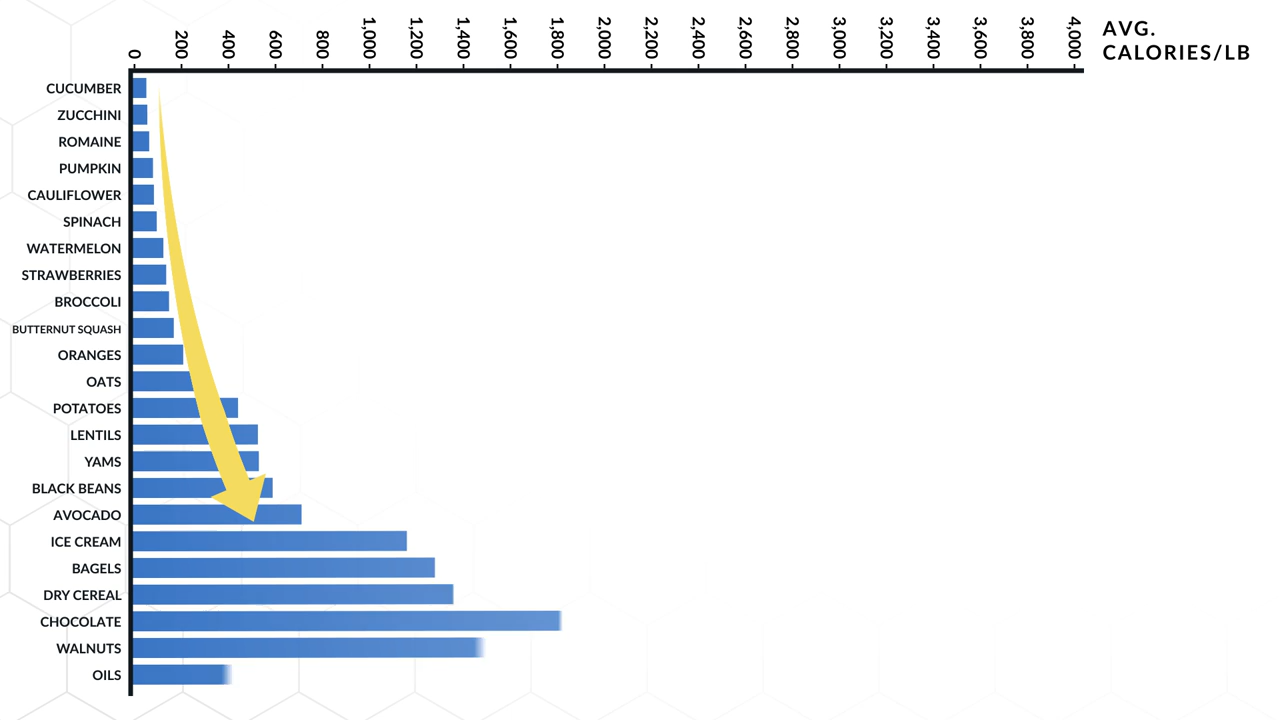 0
200
400
600
800
1,000
1,200
1,400
1,600
1,800
2,000
2,200
2,400
2,600
2,800
3,000
3,200
3,400
3,600
3,800
4,000
AVG.
CALORIES/LB
CUCUMBER
ZUCCHINI
ROMAINE
PUMPKIN
CAULIFLOWER
SPINACH
WATERMELON
STRAWBERRIES
BROCCOLI
BUTTERNUT SQUASH
ORANGES
OATS
POTATOES
LENTILS
YAMS
BLACK BEANS
AVOCADO
ICE CREAM
BAGELS
DRY CEREAL
CHOCOLATE
WALNUTS
OILS